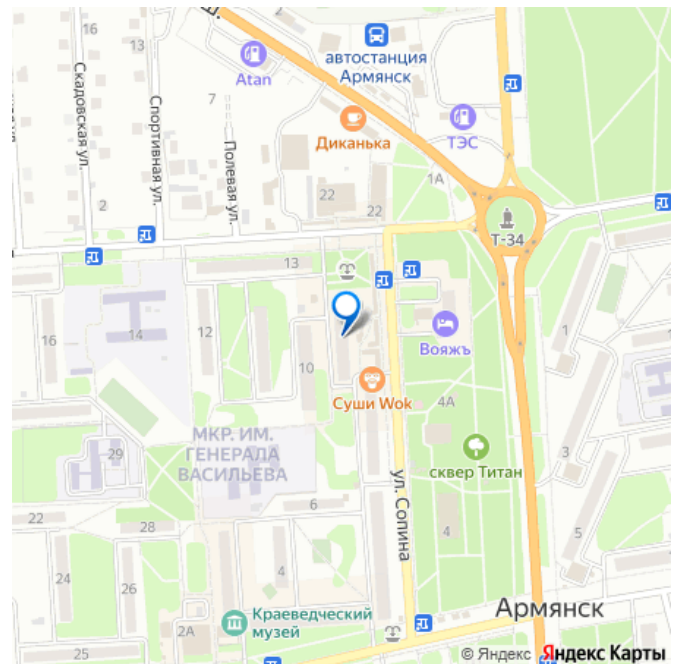 16
13
ш.
автостанция
Армянск
Atan
Скадовская ул.
Спортивная ул.
7
Полевая ул.
Диканька
ТЭС
2
22
22
1А
Т-34
13
16
14
12
10
1
Вояжъ
Суши Wok
4А
МКР. ИМ.
ГЕНЕРАЛА
ВАСИЛЬЕВА
29
сквер Титан
3
ул. Сопина
22
28
6
4
5
24
26
4
Армянск
Краеведческий
музей
2А
25
© Яндекс Яндекс Карты